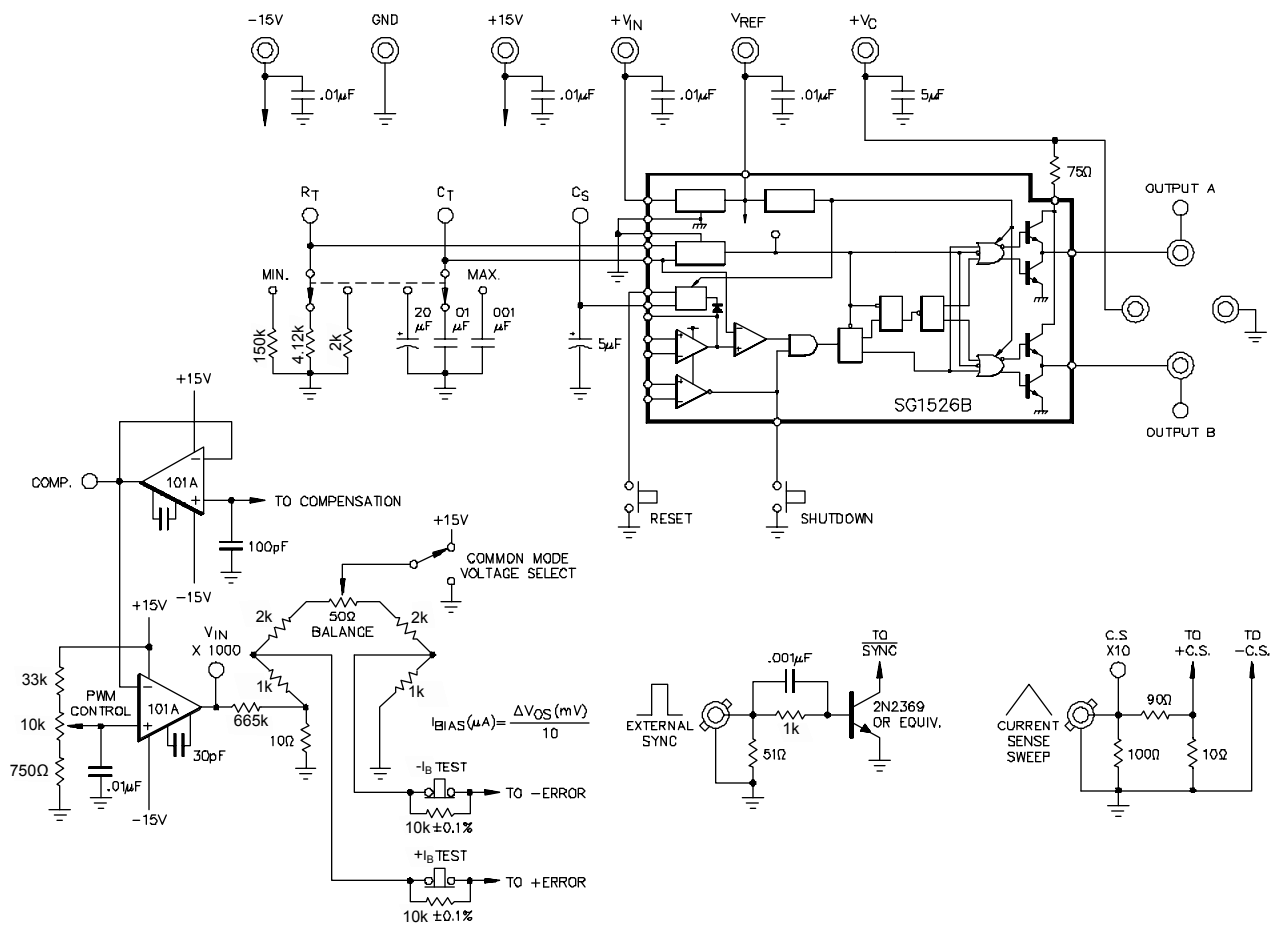 -15V
GND
+15V
+VIN
VREF
+VC
.01µF
.01µF
.01µF
.01µF
5µF
75Ω
OUTPUT A
RT
CT
CS
MIN.
MAX.
150k
4.12k
2k
20 µF
.01 µF
.001 µF
5µF
SG1526B
OUTPUT B
+15V
COMP.
101A
−
+
TO COMPENSATION
100pF
-15V
RESET
SHUTDOWN
+15V
COMMON MODE
VOLTAGE SELECT
+15V
2k
50Ω
BALANCE
2k
VIN
X 1000
33k
PWM
CONTROL
10k
750Ω
101A
−
+
.01µF
30pF
-15V
665k
1k
10Ω
1k
IBIAS(µA)=ΔVOS(mV)
10
-IB TEST
TO -ERROR
10k ±0.1%
+IB TEST
TO +ERROR
10k ±0.1%
EXTERNAL
SYNC
.001µF
1k
51Ω
TO
SYNC
2N2369
OR EQUIV.
CURRENT
SENSE
SWEEP
C.S
X10
TO
+C.S.
TO
-C.S.
90Ω
100Ω
10Ω